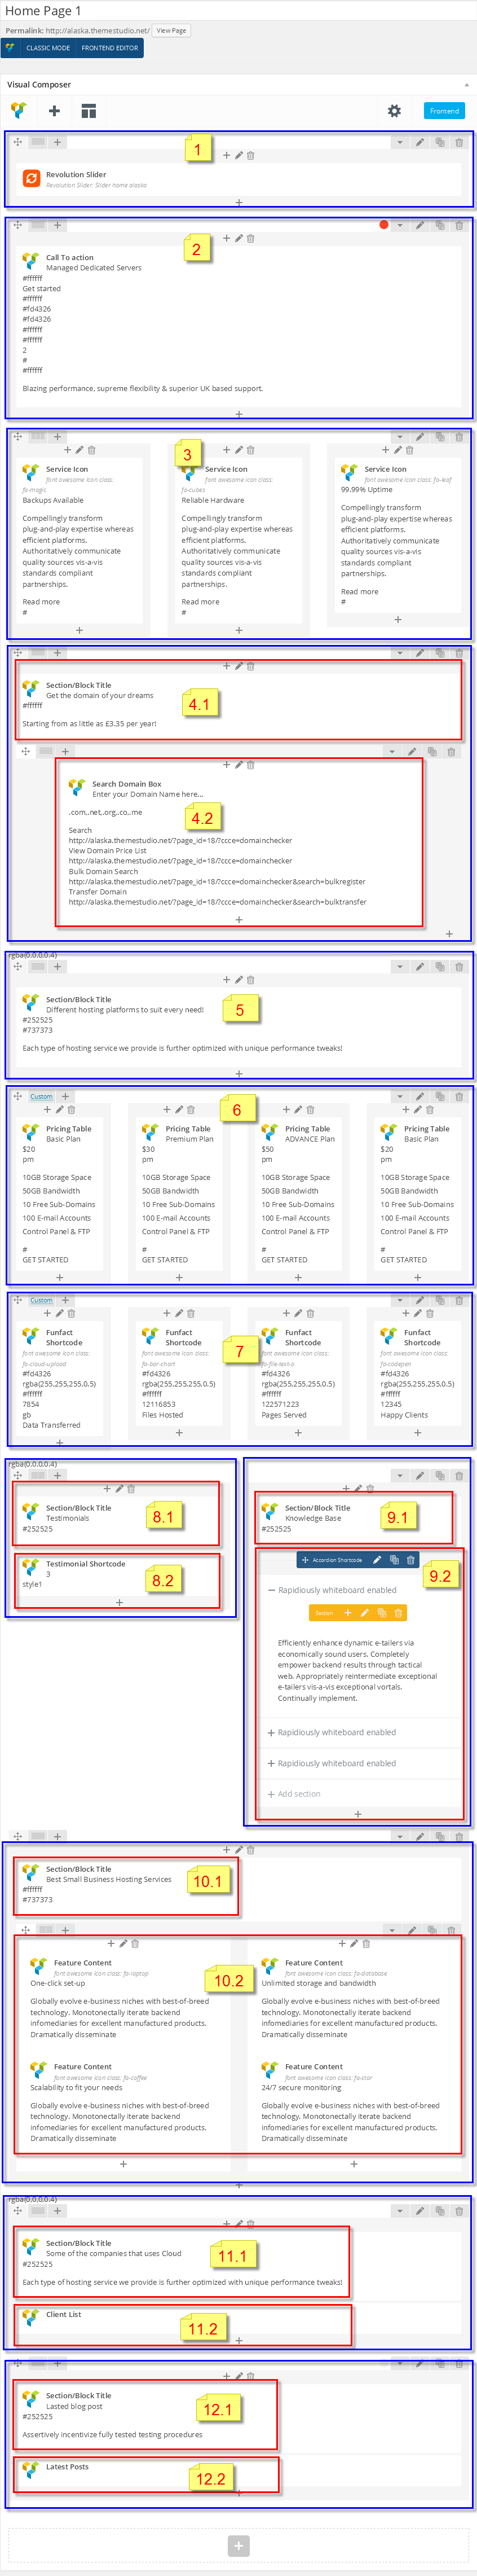 Home Page 1
Permalink: http://alaska.themestudio.net/ View Page
CLASSIC MODE FRONTEND EDITOR
Visual Composer
Frontend
1
Revolution Slider
Revolution Slider: Slider home alaska
2
Call To action
Managed Dedicated Servers
#ffffff
Get started
#ffffff
#fd4326
#fd4326
#ffffff
#ffffff
2
#
#ffffff
Blazing performance, supreme flexibility & superior UK based support.
3
Service Icon
font awesome icon class:
fa-magic
Backups Available
Compellingly transform
plug-and-play expertise whereas
efficient platforms.
Authoritatively communicate
quality sources vis-a-vis
standards compliant
partnerships.
Read more
#
Service Icon
font awesome icon class:
fa-cubes
Reliable Hardware
Compellingly transform
plug-and-play expertise whereas
efficient platforms.
Authoritatively communicate
quality sources vis-a-vis
standards compliant
partnerships.
Read more
#
Service Icon
font awesome icon class: fa-leaf
99.99% Uptime
Compellingly transform
plug-and-play expertise whereas
efficient platforms.
Authoritatively communicate
quality sources vis-a-vis
standards compliant
partnerships.
Read more
#
4.1
Section/Block Title
Get the domain of your dreams
#ffffff
Starting from as little as £3.35 per year!
4.2
Search Domain Box
Enter your Domain Name here...
.com,.net,.org,.co,.me
Search
http://alaska.themestudio.net/?page_id=18/?ccce=domainchecker
View Domain Price List
http://alaska.themestudio.net/?page_id=18/?ccce=domainchecker
Bulk Domain Search
http://alaska.themestudio.net/?page_id=18/?ccce=domainchecker&search=bulkregister
Transfer Domain
http://alaska.themestudio.net/?page_id=18/?ccce=domainchecker&search=bulktransfer
rgba(0,0,0,0.4)
5
Section/Block Title
Different hosting platforms to suit every need!
#252525
#737373
Each type of hosting service we provide is further optimized with unique performance tweaks!
Custom
6
Pricing Table
Basic Plan
$20
pm
10GB Storage Space
50GB Bandwidth
10 Free Sub-Domains
100 E-mail Accounts
Control Panel & FTP
#
GET STARTED
Pricing Table
Premium Plan
$30
pm
10GB Storage Space
50GB Bandwidth
10 Free Sub-Domains
100 E-mail Accounts
Control Panel & FTP
#
GET STARTED
Pricing Table
ADVANCE Plan
$50
pm
10GB Storage Space
50GB Bandwidth
10 Free Sub-Domains
100 E-mail Accounts
Control Panel & FTP
#
GET STARTED
Pricing Table
Basic Plan
$20
pm
10GB Storage Space
50GB Bandwidth
10 Free Sub-Domains
100 E-mail Accounts
Control Panel & FTP
#
GET STARTED
Custom
7
Funfact
Shortcode
font awesome icon class:
fa-cloud-upload
#fd4326
rgba(255,255,255,0.5)
#ffffff
7854
gb
Data Transferred
Funfact
Shortcode
font awesome icon class:
fa-bar-chart
#fd4326
rgba(255,255,255,0.5)
#ffffff
12116853
Files Hosted
Funfact
Shortcode
font awesome icon class:
fa-file-text-o
#fd4326
rgba(255,255,255,0.5)
#ffffff
122571223
Pages Served
Funfact
Shortcode
font awesome icon class:
fa-codepen
#fd4326
rgba(255,255,255,0.5)
#ffffff
12345
Happy Clients
rgba(0,0,0,0.4)
8.1
Section/Block Title
Testimonials
#252525
8.2
Testimonial Shortcode
3
style1
9.1
Section/Block Title
Knowledge Base
#252525
9.2
Accordion Shortcode
Rapidiously whiteboard enabled
Section
Efficiently enhance dynamic e-tailers via
economically sound users. Completely
empower backend results through tactical
web. Appropriately reintermediate exceptional
e-tailers vis-a-vis exceptional vortals.
Continually implement.
Rapidiously whiteboard enabled
Rapidiously whiteboard enabled
Add section
10.1
Section/Block Title
Best Small Business Hosting Services
#ffffff
#737373
10.2
Feature Content
font awesome icon class: fa-laptop
One-click set-up
Globally evolve e-business niches with best-of-breed
technology. Monotonectally iterate backend
infomediaries for excellent manufactured products.
Dramatically disseminate
Feature Content
font awesome icon class: fa-database
Unlimited storage and bandwidth
Globally evolve e-business niches with best-of-breed
technology. Monotonectally iterate backend
infomediaries for excellent manufactured products.
Dramatically disseminate
Feature Content
font awesome icon class: fa-coffee
Scalability to fit your needs
Globally evolve e-business niches with best-of-breed
technology. Monotonectally iterate backend
infomediaries for excellent manufactured products.
Dramatically disseminate
Feature Content
font awesome icon class: fa-star
24/7 secure monitoring
Globally evolve e-business niches with best-of-breed
technology. Monotonectally iterate backend
infomediaries for excellent manufactured products.
Dramatically disseminate
rgba(0,0,0,0.4)
11.1
Section/Block Title
Some of the companies that uses Cloud
#252525
Each type of hosting service we provide is further optimized with unique performance tweaks!
11.2
Client List
12.1
Section/Block Title
Lasted blog post
#252525
Assertively incentivize fully tested testing procedures
12.2
Latest Posts